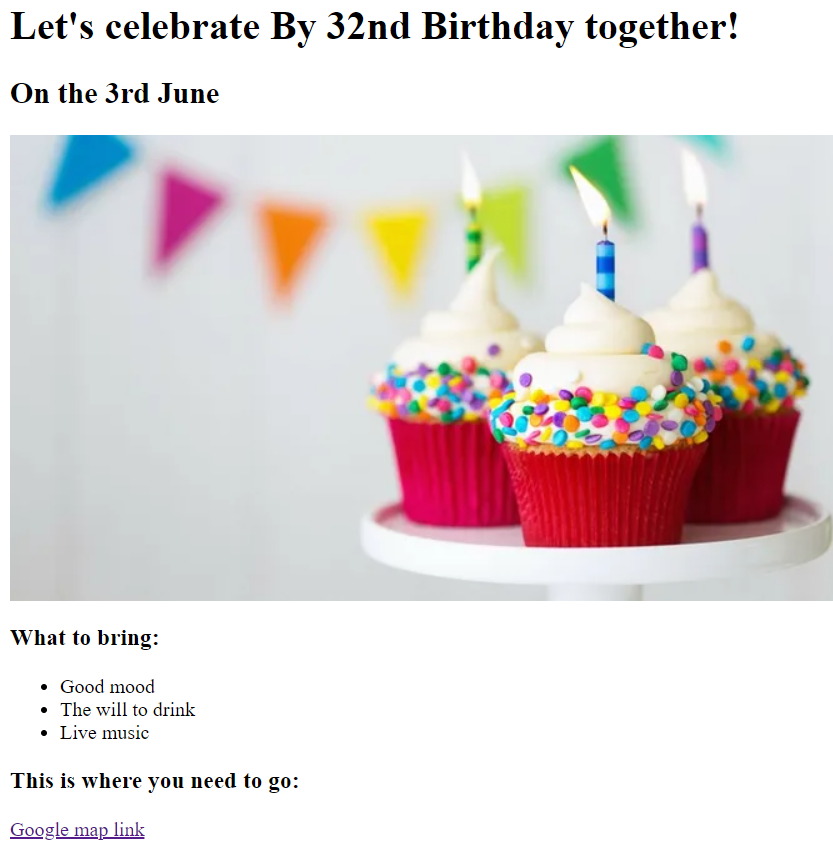 Let's celebrate By 32nd Birthday together!
On the 3rd June
What to bring:
Good mood
The will to drink
Live music
This is where you need to go:
Google map link